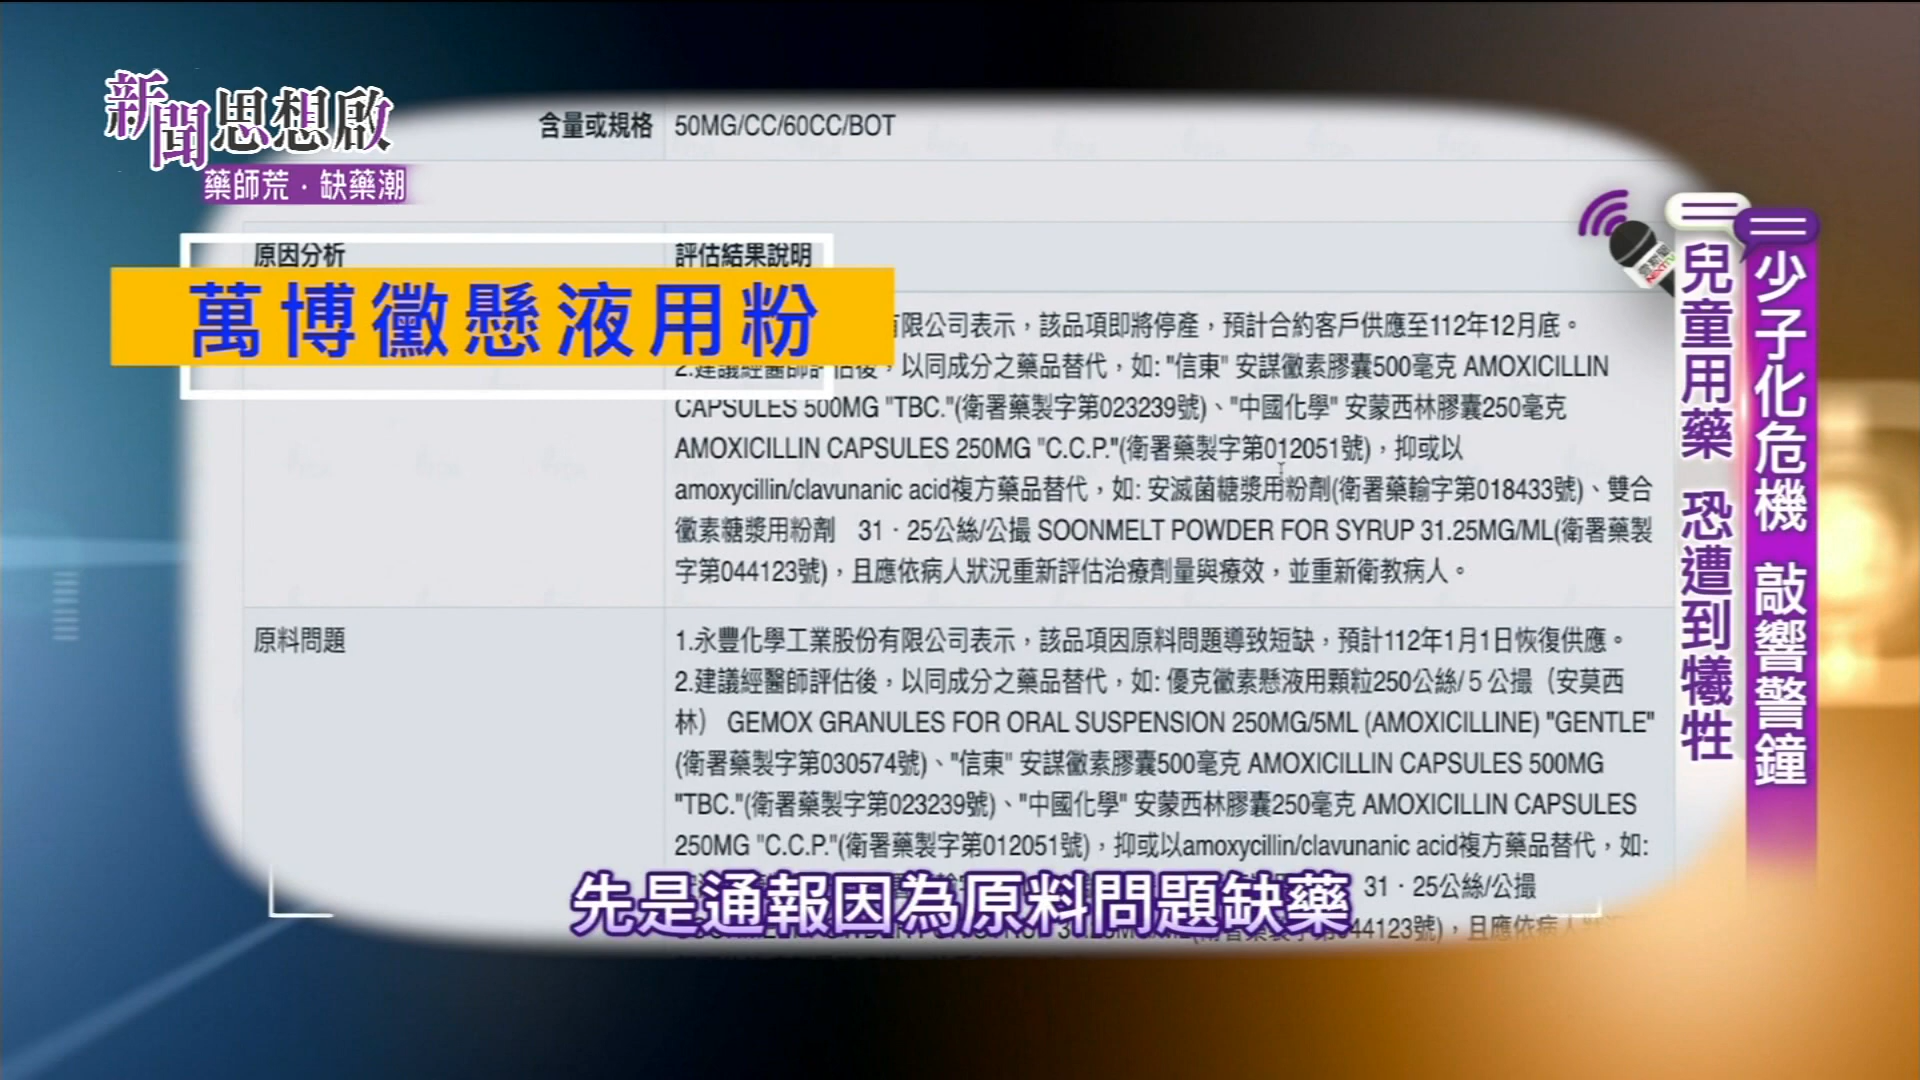 新聞思想啟
藥師荒．缺藥潮
含量或規格 50MG/CC/60CC/BOT
原因分析 評估結果說明
萬博黴懸液用粉
有限公司表示，該品項即將停產，預計合約客戶供應至112年12月底。
2.建議經醫師評估後，以同成分之藥品替代，如: "信東" 安謀黴素膠囊500毫克 AMOXICILLIN
CAPSULES 500MG "TBC."(衛署藥製字第023239號)、"中國化學" 安蒙西林膠囊250毫克
AMOXICILLIN CAPSULES 250MG "C.C.P."(衛署藥製字第012051號)，抑或以
amoxycillin/clavunanic acid複方藥品替代，如: 安滅菌糖漿用粉劑(衛署藥輸字第018433號)、雙合
黴素糖漿用粉劑 31．25公絲/公撮 SOONMELT POWDER FOR SYRUP 31.25MG/ML(衛署藥製
字第044123號)，且應依病人狀況重新評估治療劑量與療效，並重新衛教病人。
原料問題 1.永豐化學工業股份有限公司表示，該品項因原料問題導致短缺，預計112年1月1日恢復供應。
2.建議經醫師評估後，以同成分之藥品替代，如: 優克黴素懸液用顆粒250公絲/５公撮（安莫西
林） GEMOX GRANULES FOR ORAL SUSPENSION 250MG/5ML (AMOXICILLINE) "GENTLE"
(衛署藥製字第030574號)、"信東" 安謀黴素膠囊500毫克 AMOXICILLIN CAPSULES 500MG
"TBC."(衛署藥製字第023239號)、"中國化學" 安蒙西林膠囊250毫克 AMOXICILLIN CAPSULES
250MG "C.C.P."(衛署藥製字第012051號)，抑或以amoxycillin/clavunanic acid複方藥品替代，如:
31．25公絲/公撮
44123號)，且應依病人
先是通報因為原料問題缺藥
少子化危機 敲響警鐘
兒童用藥 恐遭到犧牲
壹新聞
NEXTTV